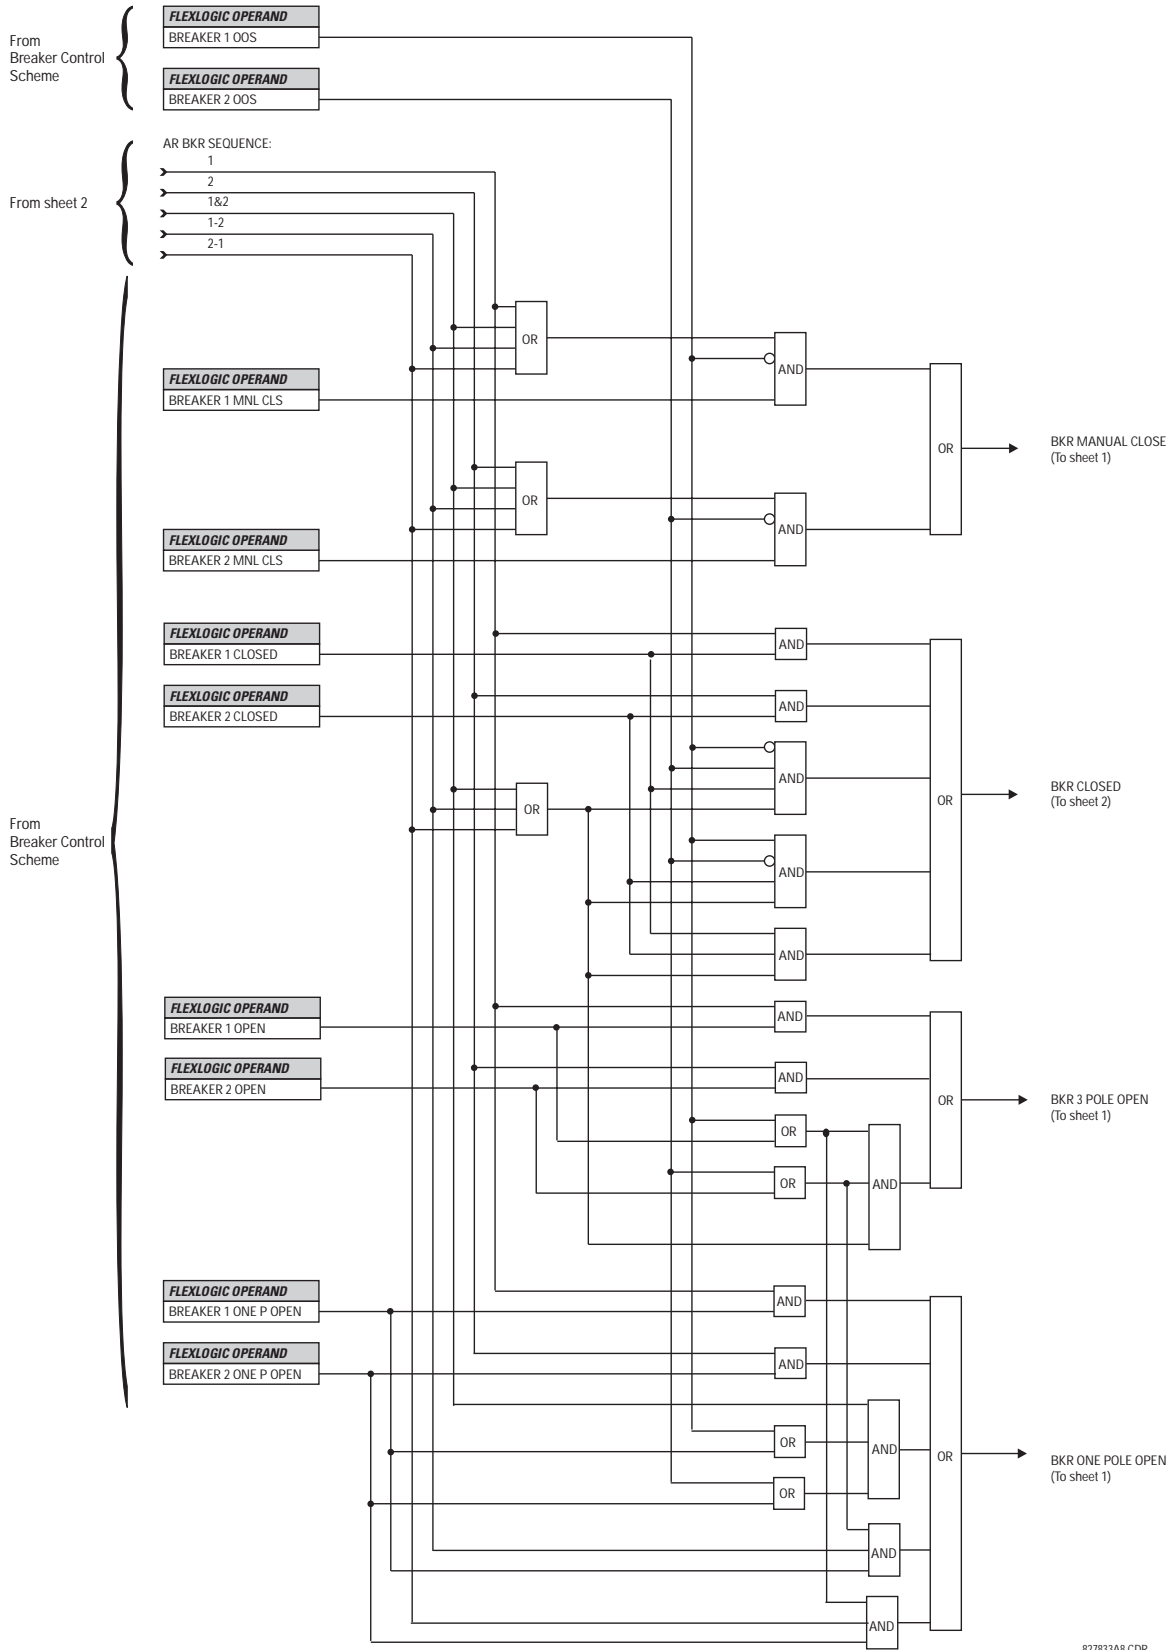 FLEXLOGIC OPERAND
BREAKER 1 OOS
From
Breaker Control
Scheme
FLEXLOGIC OPERAND
BREAKER 2 OOS
AR BKR SEQUENCE:
1
2
From sheet 2
1&2
1-2
2-1
OR
AND
FLEXLOGIC OPERAND
BREAKER 1 MNL CLS
OR
BKR MANUAL CLOSE
(To sheet 1)
OR
AND
FLEXLOGIC OPERAND
BREAKER 2 MNL CLS
FLEXLOGIC OPERAND
BREAKER 1 CLOSED
AND
FLEXLOGIC OPERAND
BREAKER 2 CLOSED
AND
AND
OR
OR
BKR CLOSED
(To sheet 2)
From
Breaker Control
Scheme
AND
AND
FLEXLOGIC OPERAND
BREAKER 1 OPEN
AND
FLEXLOGIC OPERAND
BREAKER 2 OPEN
AND
OR
BKR 3 POLE OPEN
(To sheet 1)
OR
OR
AND
FLEXLOGIC OPERAND
BREAKER 1 ONE P OPEN
AND
FLEXLOGIC OPERAND
BREAKER 2 ONE P OPEN
AND
OR
AND
OR
BKR ONE POLE OPEN
(To sheet 1)
OR
AND
AND
827833A8.CDR